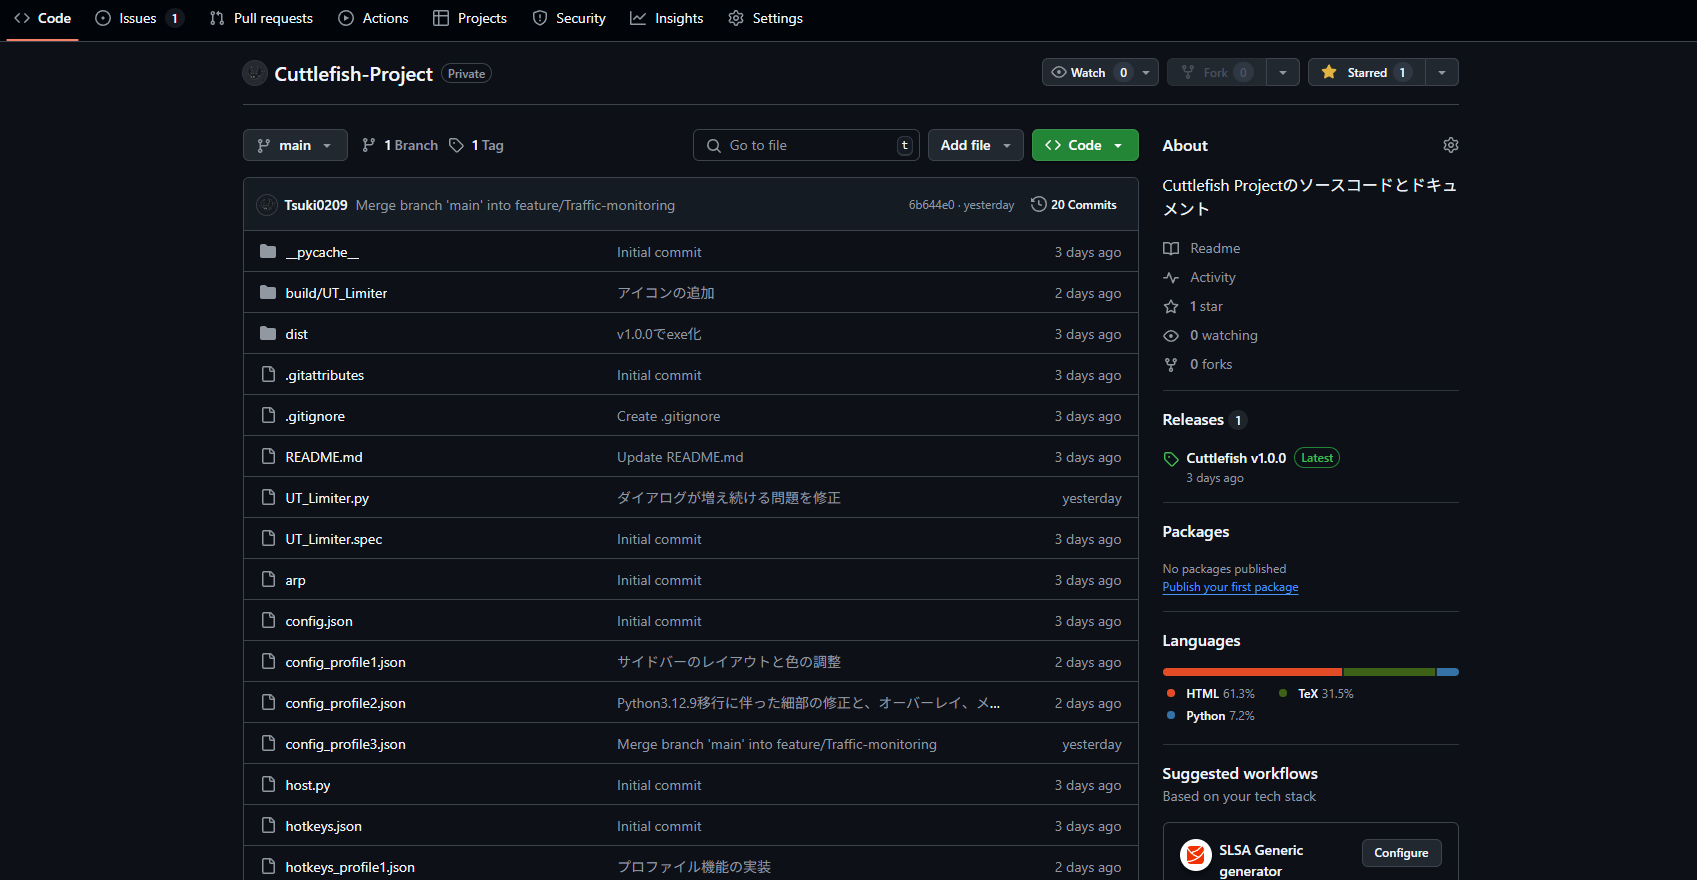 Code Issues 1 Pull requests Actions Projects Security Insights Settings
Cuttlefish-Project Private
Watch 0 Fork 0 Starred 1
main 1 Branch 1 Tag Go to file t Add file Code
Tsuki0209 Merge branch 'main' into feature/Traffic-monitoring 6b644e0 · yesterday 20 Commits
__pycache__ Initial commit 3 days ago
build/UT_Limiter アイコンの追加 2 days ago
dist v1.0.0でexe化 3 days ago
.gitattributes Initial commit 3 days ago
.gitignore Create .gitignore 3 days ago
README.md Update README.md 3 days ago
UT_Limiter.py ダイアログが増え続ける問題を修正 yesterday
UT_Limiter.spec Initial commit 3 days ago
arp Initial commit 3 days ago
config.json Initial commit 3 days ago
config_profile1.json サイドバーのレイアウトと色の調整 2 days ago
config_profile2.json Python3.12.9移行に伴った細部の修正と、オーバーレイ、メ... 2 days ago
config_profile3.json Merge branch 'main' into feature/Traffic-monitoring yesterday
host.py Initial commit 3 days ago
hotkeys.json Initial commit 3 days ago
hotkeys_profile1.json プロファイル機能の実装 2 days ago
About
Cuttlefish Projectのソースコードとドキュ
メント
Readme
Activity
1 star
0 watching
0 forks
Releases 1
Cuttlefish v1.0.0 Latest
3 days ago
Packages
No packages published
Publish your first package
Languages
HTML 61.3% TeX 31.5%
Python 7.2%
Suggested workflows
Based on your tech stack
SLSA Generic
generator
Configure